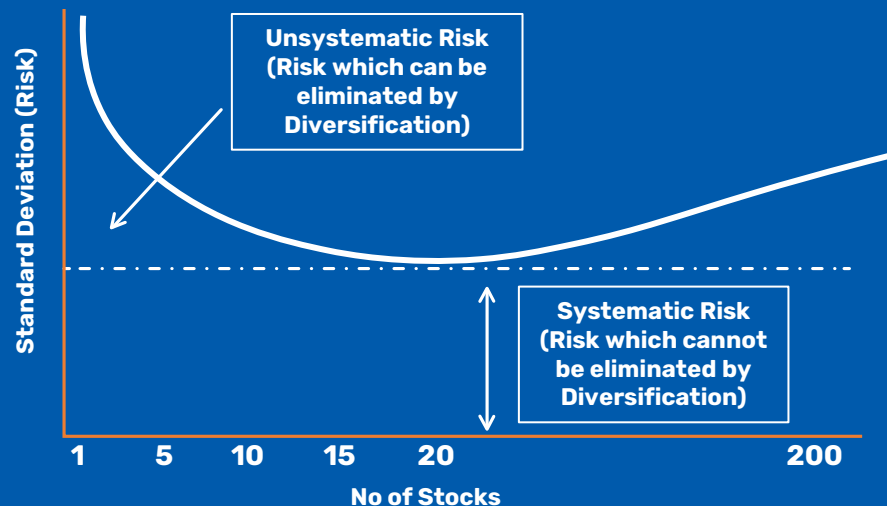 Standard Deviation (Risk)
Unsystematic Risk
(Risk which can be
eliminated by
Diversification)
Systematic Risk
(Risk which cannot
be eliminated by
Diversification)
1 5 10 15 20 200
No of Stocks